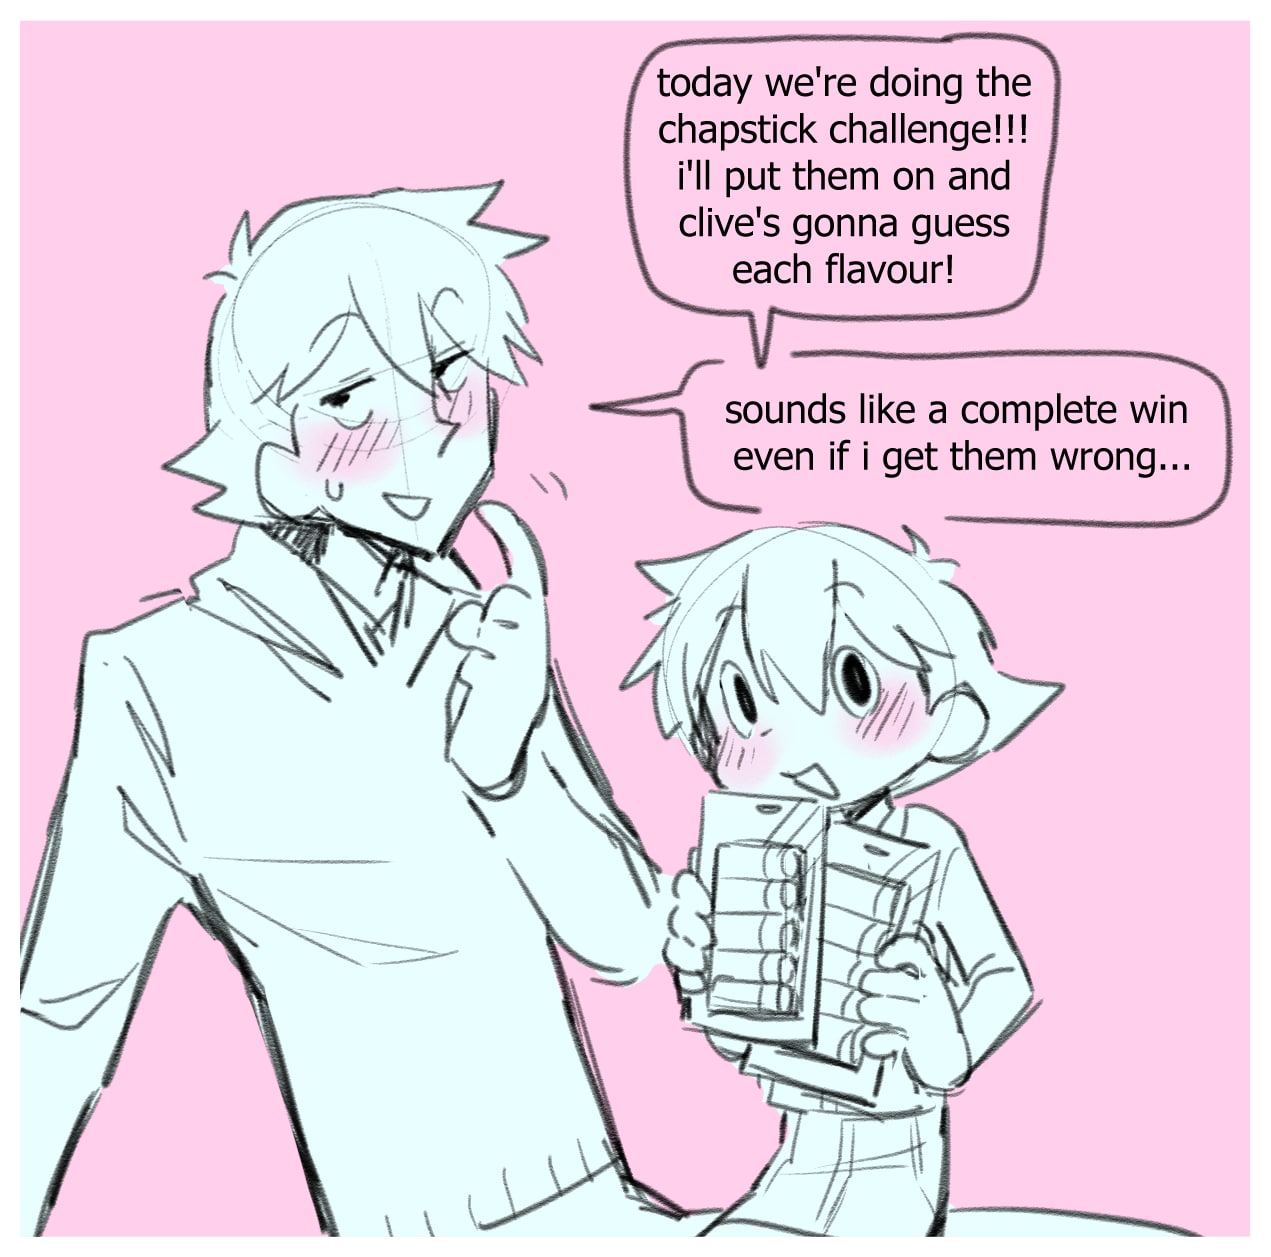 today we're doing the
chapstick challenge!!!
i'll put them on and
clive's gonna guess
each flavour!
sounds like a complete win
even if i get them wrong...